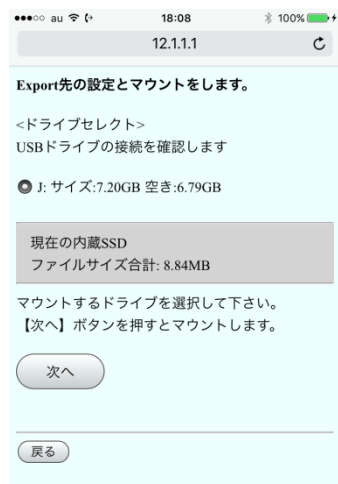 au 18:08 100%
12.1.1.1
Export先の設定とマウントをします。
<ドライブセレクト>
USBドライブの接続を確認します
J: サイズ:7.20GB 空き:6.79GB
現在の内蔵SSD
ファイルサイズ合計: 8.84MB
マウントするドライブを選択して下さい。
【次へ】ボタンを押すとマウントします。
次へ
戻る